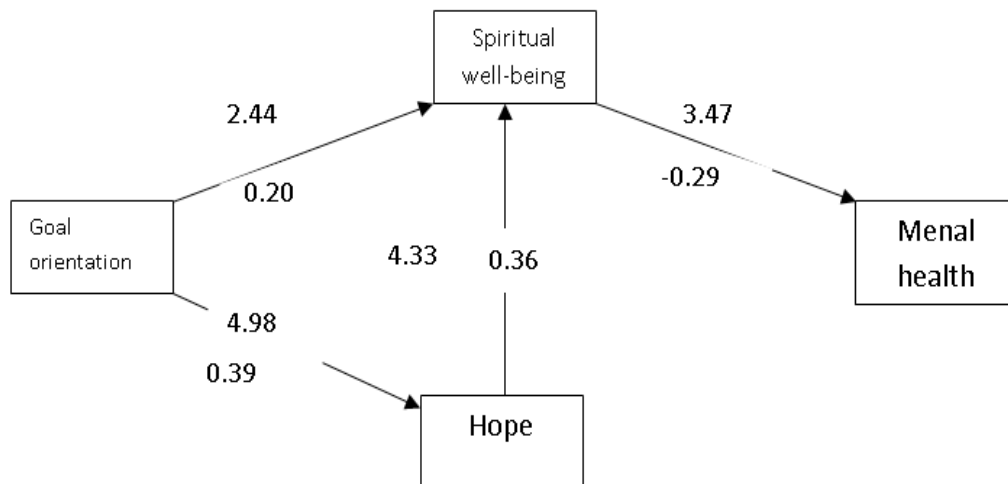 Spiritual
well-being
2.44
3.47
0.20
-0.29
Goal
orientation
Menal
health
4.33
0.36
4.98
0.39
Hope